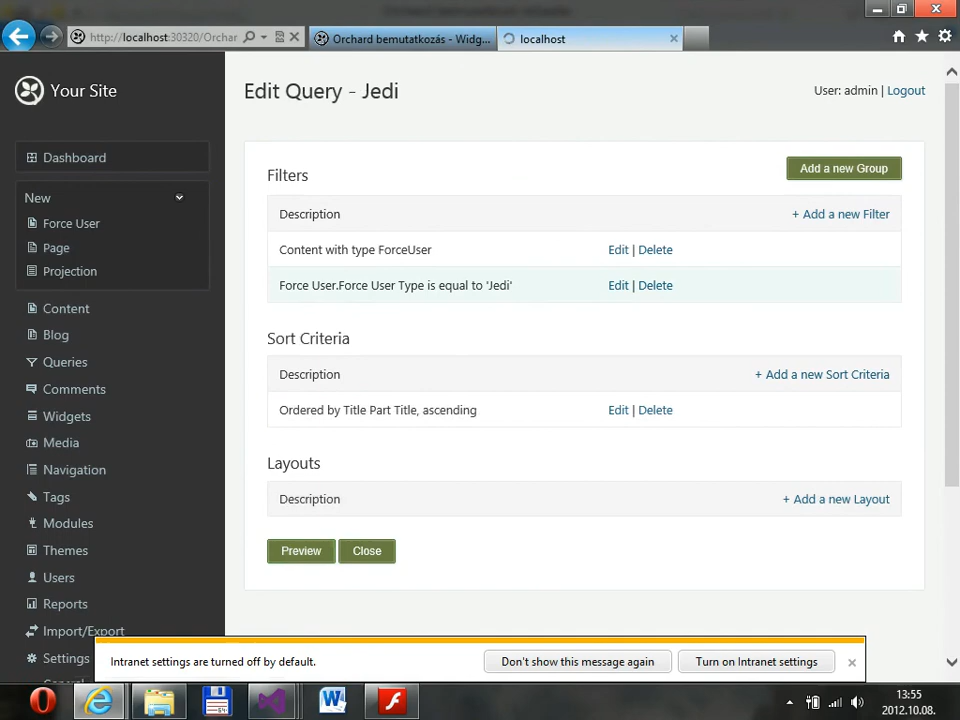 http://localhost:30320/Orchar
Orchard bemutatkozás - Widg...
localhost
Your Site
Edit Query - Jedi
User: admin | Logout
Dashboard
New
Force User
Page
Projection
Content
Blog
Queries
Comments
Widgets
Media
Navigation
Tags
Modules
Themes
Users
Reports
Import/Export
Settings
Filters
Add a new Group
Description
+ Add a new Filter
Content with type ForceUser
Edit | Delete
Force User.Force User Type is equal to 'Jedi'
Edit | Delete
Sort Criteria
Description
+ Add a new Sort Criteria
Ordered by Title Part Title, ascending
Edit | Delete
Layouts
Description
+ Add a new Layout
Preview
Close
Intranet settings are turned off by default.
Don't show this message again
Turn on Intranet settings
13:55
2012.10.08.